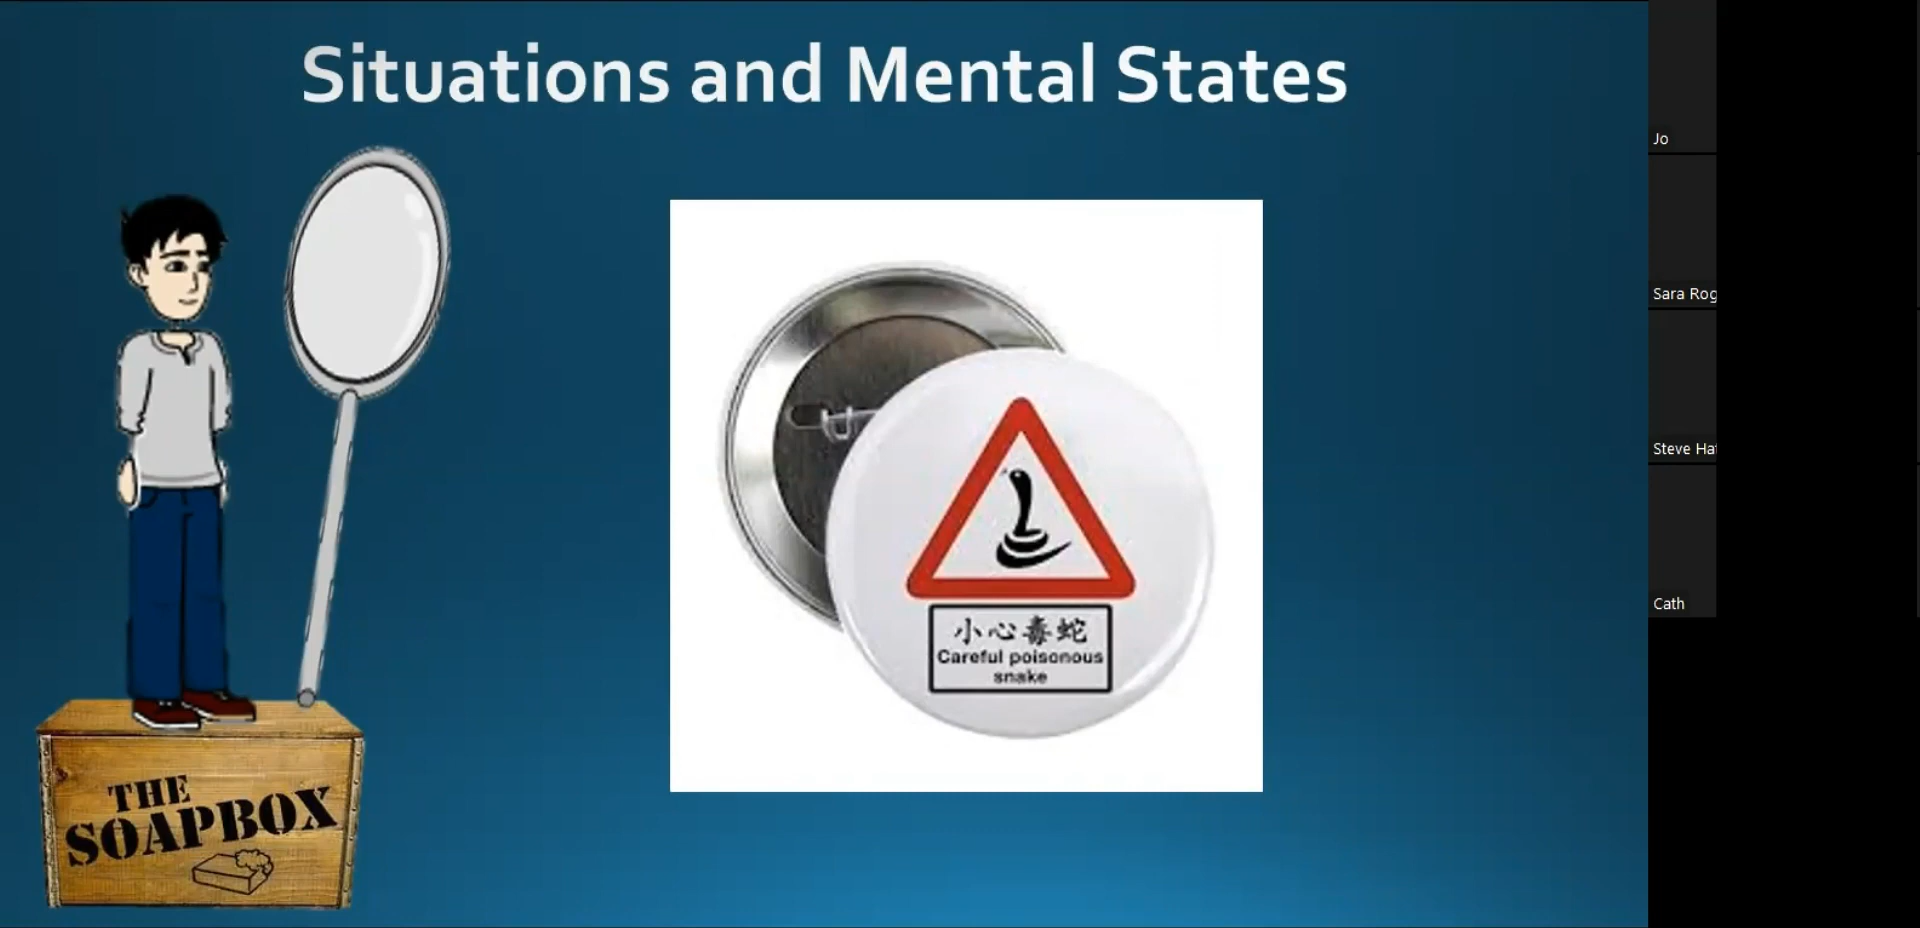 Situations and Mental States
小心毒蛇
Careful poisonous
snake
THE
SOAPBOX
Jo
Sara Rog
Steve Ha
Cath